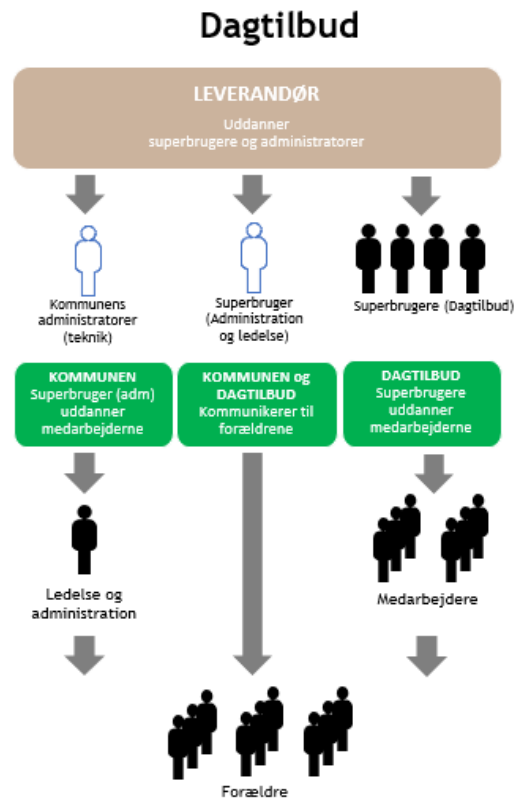 Dagtilbud
LEVERANDØR
Uddanner
superbrugere og administratorer
Kommunens
administratorer
(teknik)
Superbruger
(Administration
og ledelse)
Superbrugere (Dagtilbud)
KOMMUNEN
Superbruger (adm)
uddanner
medarbejderne
KOMMUNEN og
DAGTILBUD
Kommunikerer til
forældrene
DAGTILBUD
Superbrugere
uddanner
medarbejderne
Ledelse og
administration
Medarbejdere
Forældre